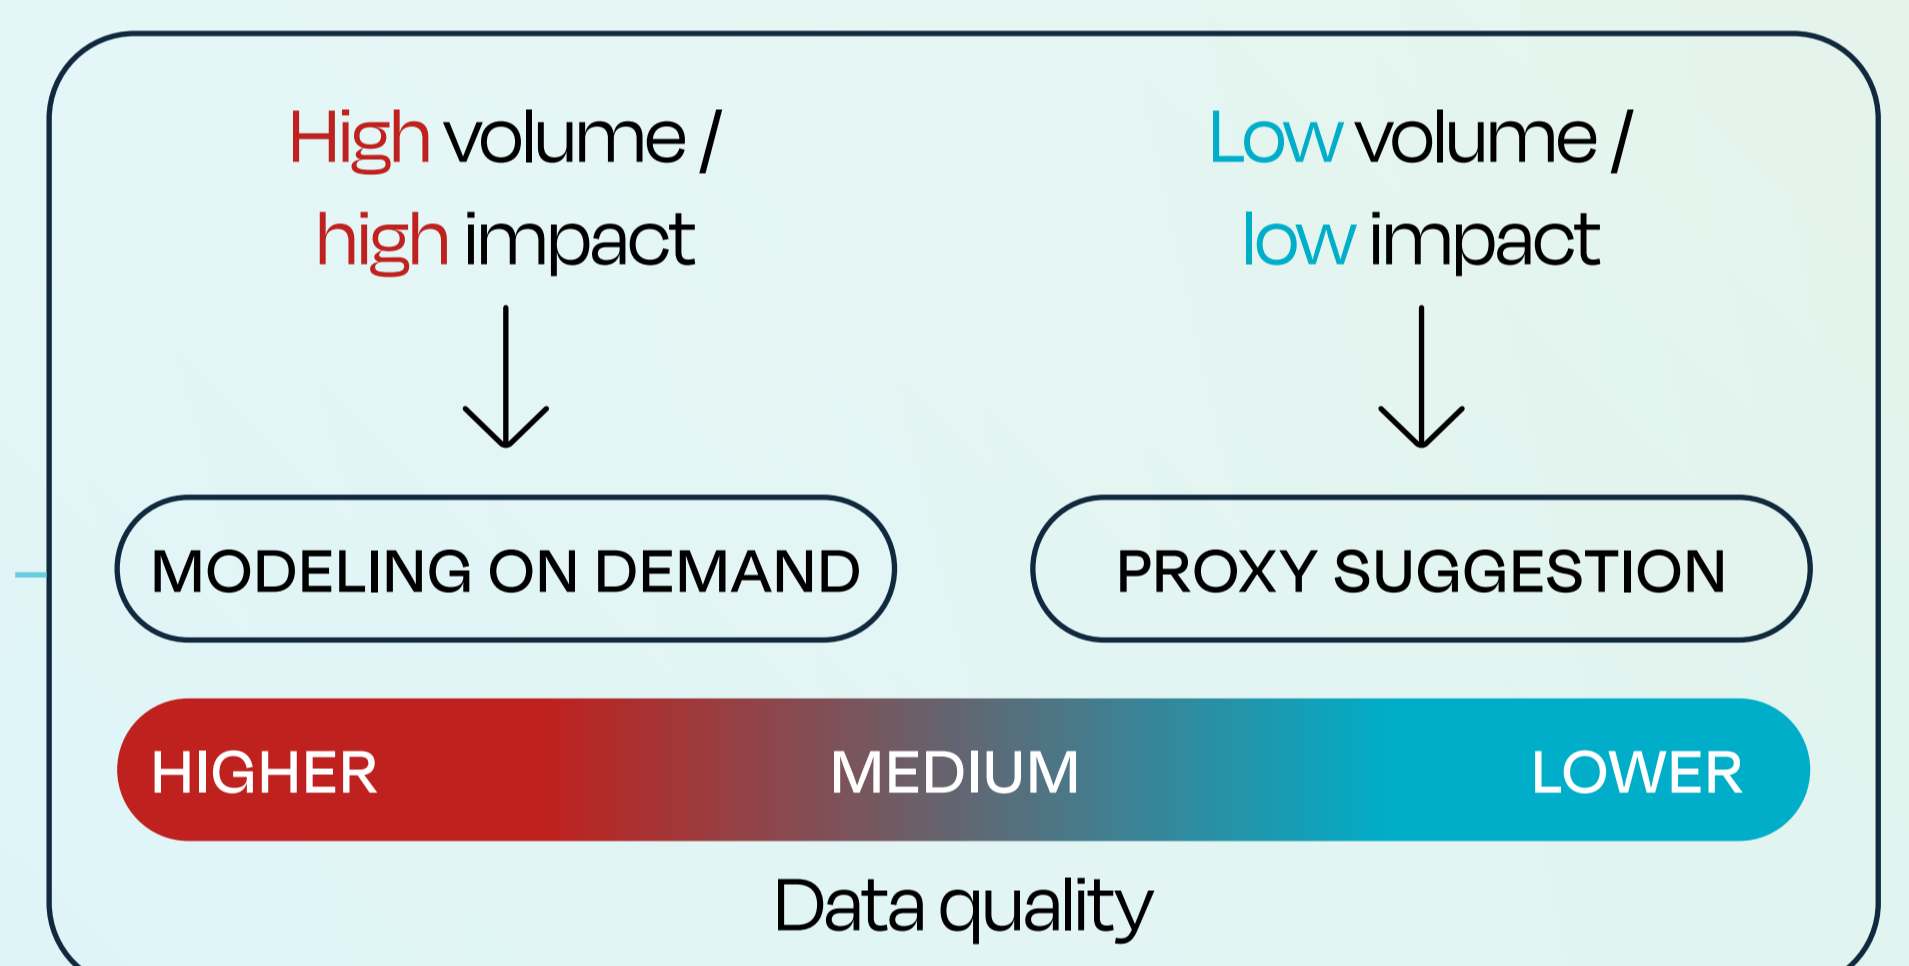 High volume /
high impact
Low volume /
low impact
MODELING ON DEMAND
PROXY SUGGESTION
HIGHER
MEDIUM
LOWER
Data quality